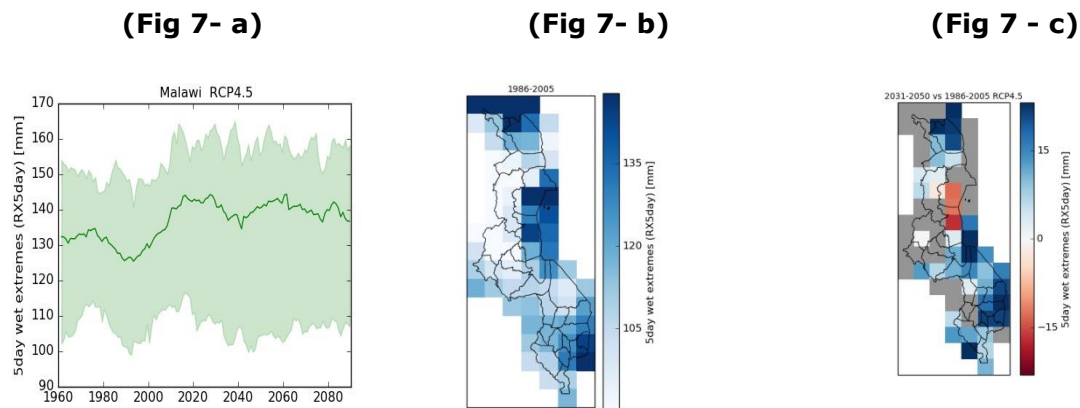 (Fig 7- a)
(Fig 7- b)
(Fig 7 - c)
Malawi RCP4.5
5day wet extremes (RX5day) [mm]
170
160
150
140
130
120
110
100
90
1960
1980
2000
2020
2040
2060
2080
1986-2005
135
120
105
5day wet extremes (RX5day) [mm]
2031-2050 vs 1986-2005 RCP4.5
15
0
−15
5day wet extremes (RX5day) [mm]